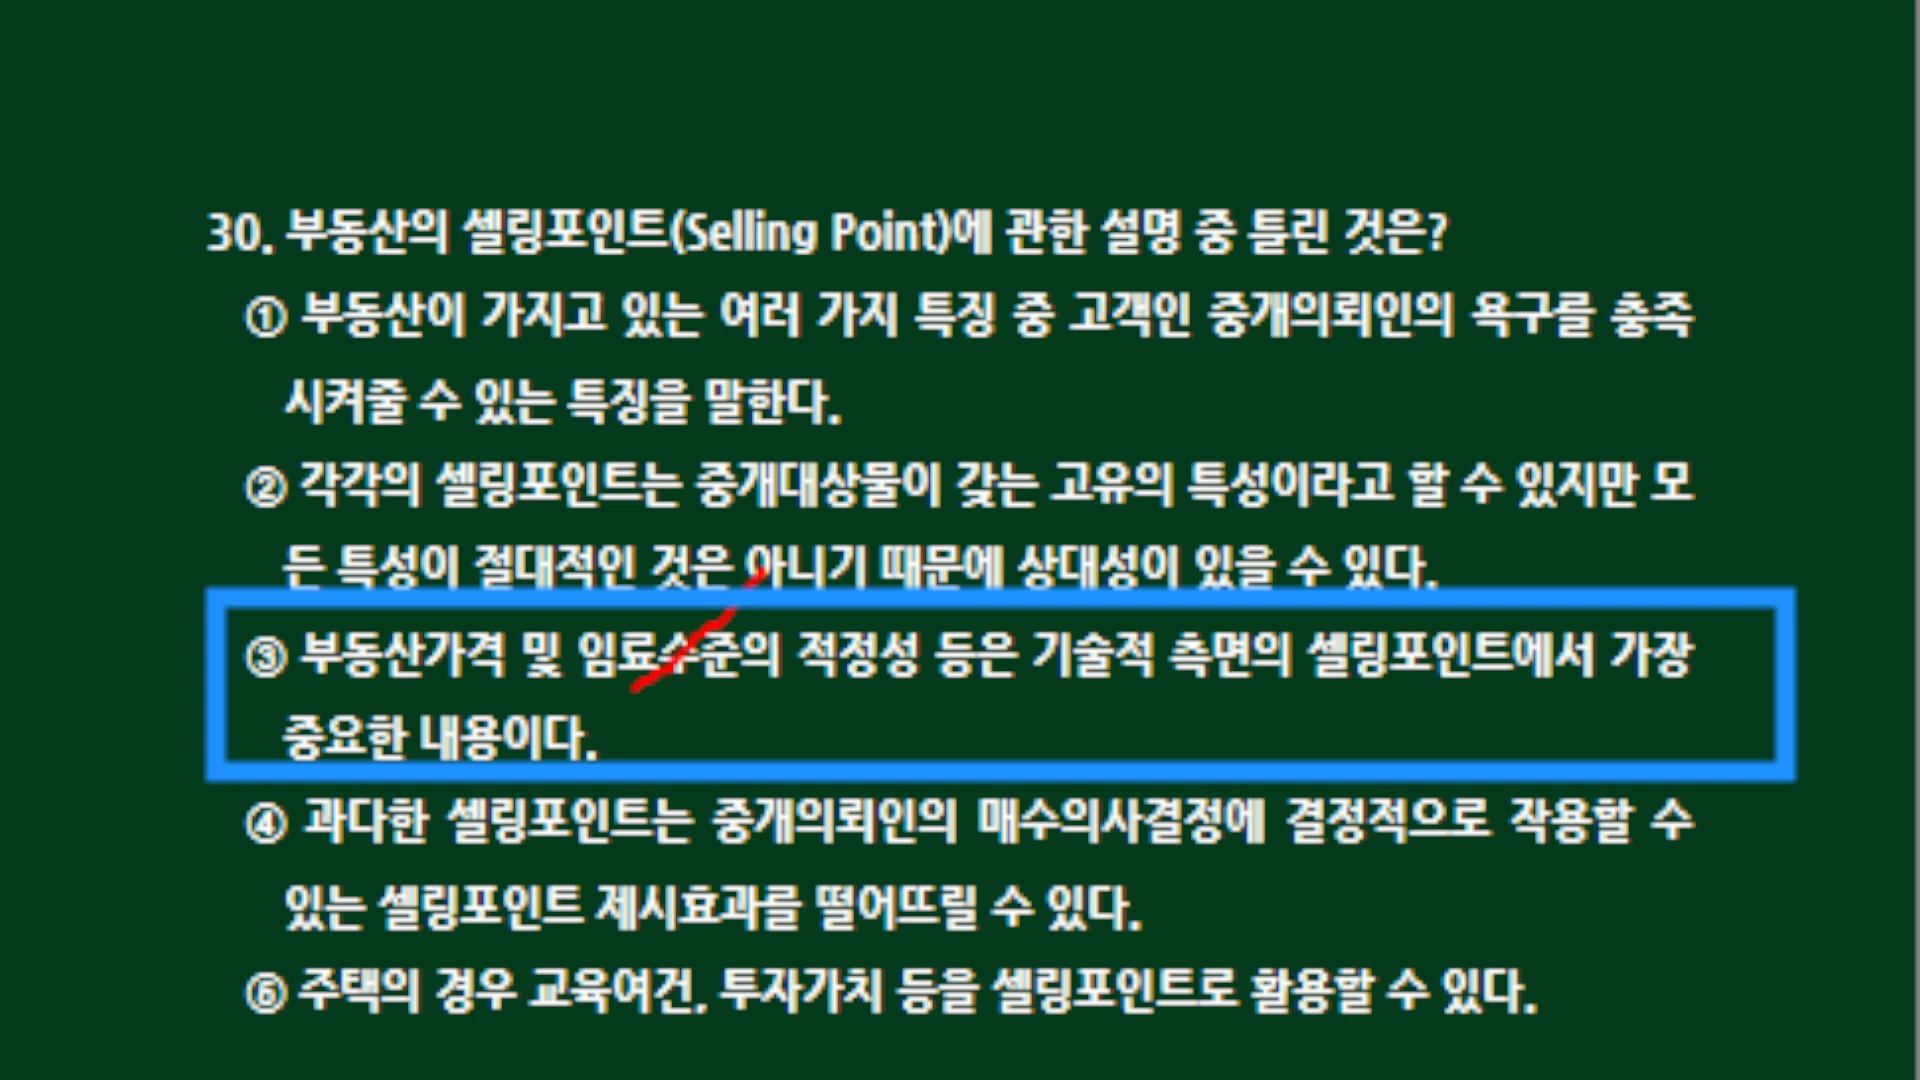 30. 부동산의 셀링포인트(Selling Point)에 관한 설명 중 틀린 것은?
① 부동산이 가지고 있는 여러 가지 특징 중 고객인 중개의뢰인의 욕구를 충족
시켜줄 수 있는 특징을 말한다.
② 각각의 셀링포인트는 중개대상물이 갖는 고유의 특성이라고 할 수 있지만 모
든 특성이 절대적인 것은 아니기 때문에 상대성이 있을 수 있다.
③ 부동산가격 및 임료수준의 적정성 등은 기술적 측면의 셀링포인트에서 가장
중요한 내용이다.
④ 과다한 셀링포인트는 중개의뢰인의 매수의사결정에 결정적으로 작용할 수
있는 셀링포인트 제시효과를 떨어뜨릴 수 있다.
⑤ 주택의 경우 교육여건, 투자가치 등을 셀링포인트로 활용할 수 있다.